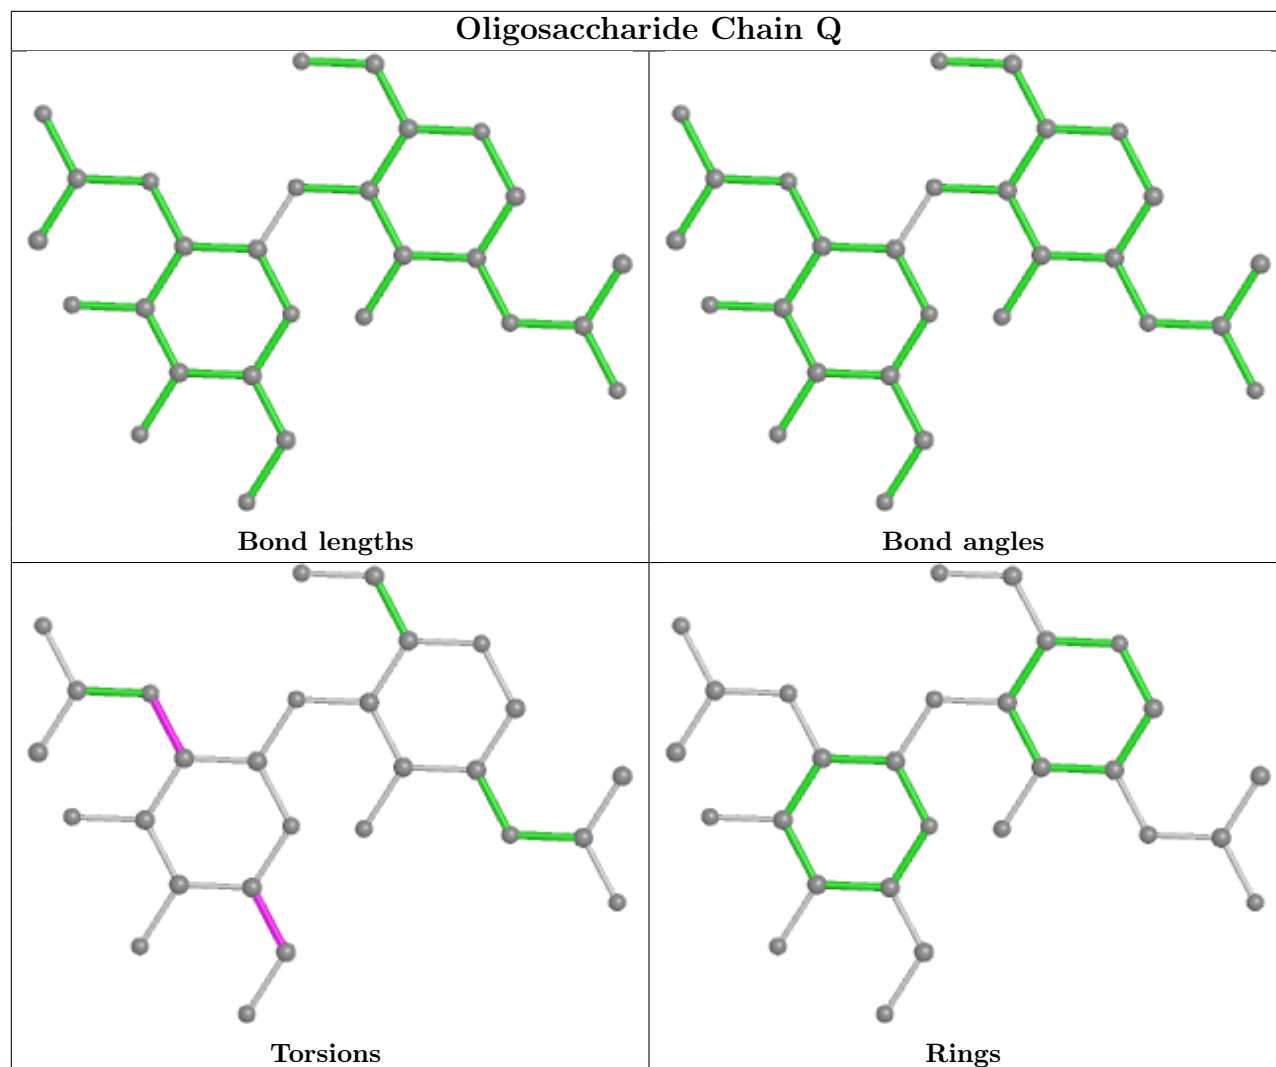 Oligosaccharide Chain Q
Bond lengths
Bond angles
Torsions
Rings